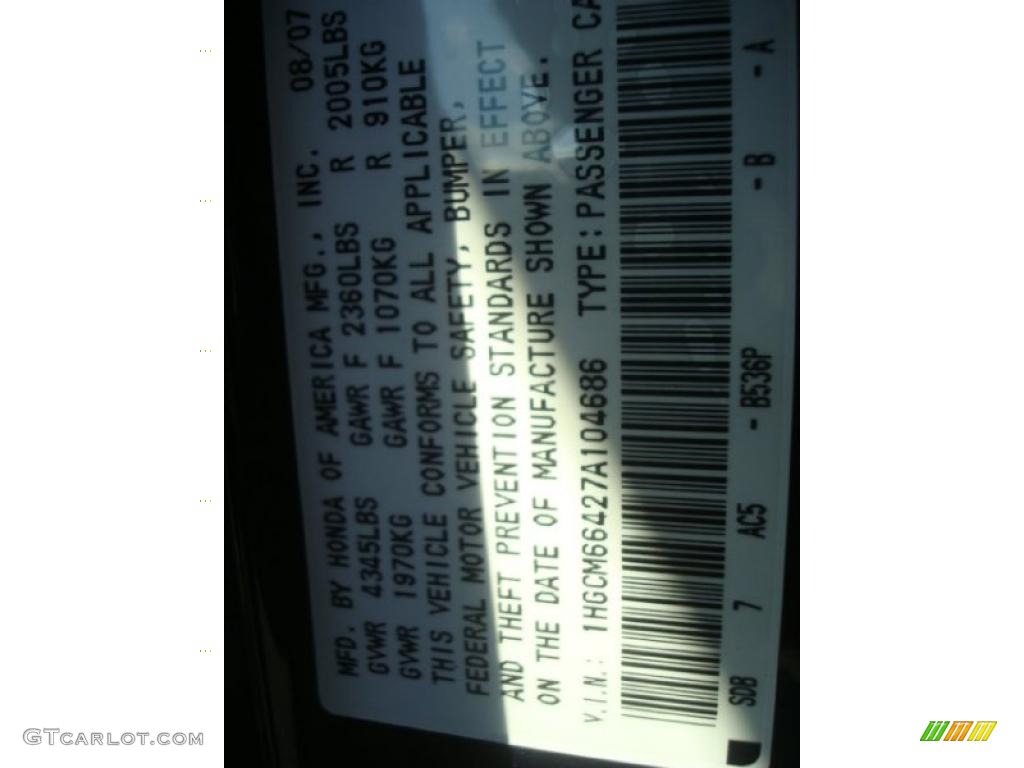 MFD. BY HONDA OF AMERICA MFG., INC. 08/07
GVWR 4345LBS GAWR F 2360LBS R 2005LBS
GVWR 1970KG GAWR F 1070KG R 910KG
THIS VEHICLE CONFORMS TO ALL APPLICABLE
FEDERAL MOTOR VEHICLE SAFETY, BUMPER,
AND THEFT PREVENTION STANDARDS IN EFFECT
ON THE DATE OF MANUFACTURE SHOWN ABOVE.
V.I.N.: 1HGCM66427A104686 TYPE: PASSENGER CA
SDB 7 AC5 - B536P - B - A
GTCARLOT.COM